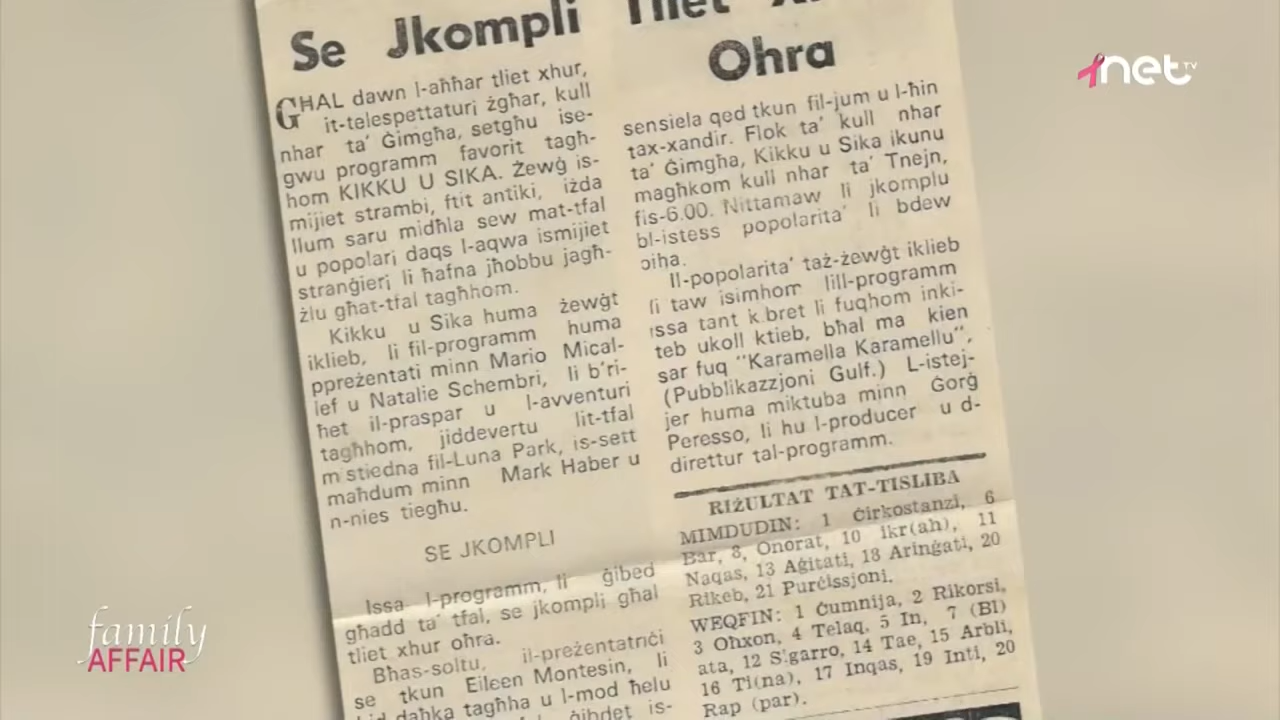 Se Jkompli Tliet
Ohra
GĦAL dawn l-aħħar tliet xhur,
it-telespettaturi żgħar, kull
nhar ta' Ġimgħa, setgħu ise-
gwu programm favorit tagħ-
hom KIKKU U SIKA. Żewġ is-
mijiet strambi, ftit antiki, iżda
llum saru midħla sew mat-tfal
u popolari daqs l-aqwa ismijiet
stranġieri li ħafna jħobbu jagħ-
żlu għat-tfal tagħhom.
Kikku u Sika huma żewġt
iklieb, li fil-programm huma
ppreżentati minn Mario Mical-
lef u Natalie Schembri, li b'ri-
ħet il-praspar u l-avventuri
tagħhom, jiddevertu lit-tfal
mistiedna fil-Luna Park, is-sett
maħdum minn Mark Haber u
n-nies tiegħu.
SE JKOMPLI
Issa l-programm, li ġibed
għadd ta' tfal, se jkompli għal
tliet xhur oħra.
Bħas-soltu, il-preżentatriċi
se tkun Eileen Montesin, li
daħka tagħha u l-mod ħelu
ġibdet is-
sensiela qed tkun fil-jum u l-ħin
tax-xandir. Flok ta' kull nhar
ta' Ġimgħa, Kikku u Sika ikunu
magħkom kull nhar ta' Tnejn,
fis-6.00. Nittamaw li jkomplu
bl-istess popolarita' li bdew
biha.
Il-popolarita' taż-żewġt iklieb
li taw isimhom lill-programm
issa tant kibret li fuqhom inki-
teb ukoll ktieb, bħal ma kien
sar fuq "Karamella Karamellu",
(Pubblikazzjoni Gulf.) L-istej-
jer huma miktuba minn Ġorġ
Peresso, li hu l-producer u d-
direttur tal-programm.
RIŻULTAT TAT-TISLIBA
MIMDUDIN: 1 Ċirkostanzi, 6
Bar, 8, Onorat, 10 ikr(ah), 11
Naqas, 13 Aġitati, 18 Arinġati, 20
Rikeb, 21 Purċissjoni.
WEQFIN: 1 Ċumnija, 2 Rikorsi,
3 Oħxon, 4 Telaq, 5 In, 7 (Bl)
ata, 12 S'garro, 14 Tae, 15 Arbli,
16 Ti(na), 17 Inqas, 19 Inti, 20
Rap (par).
net TV
family
AFFAIR